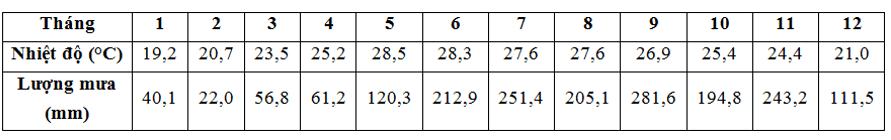 Tháng 1 2 3 4 5 6 7 8 9 10 11 12
Nhiệt độ (°C) 19,2 20,7 23,5 25,2 28,5 28,3 27,6 27,6 26,9 25,4 24,4 21,0
Lượng mưa
(mm) 40,1 22,0 56,8 61,2 120,3 212,9 251,4 205,1 281,6 194,8 243,2 111,5